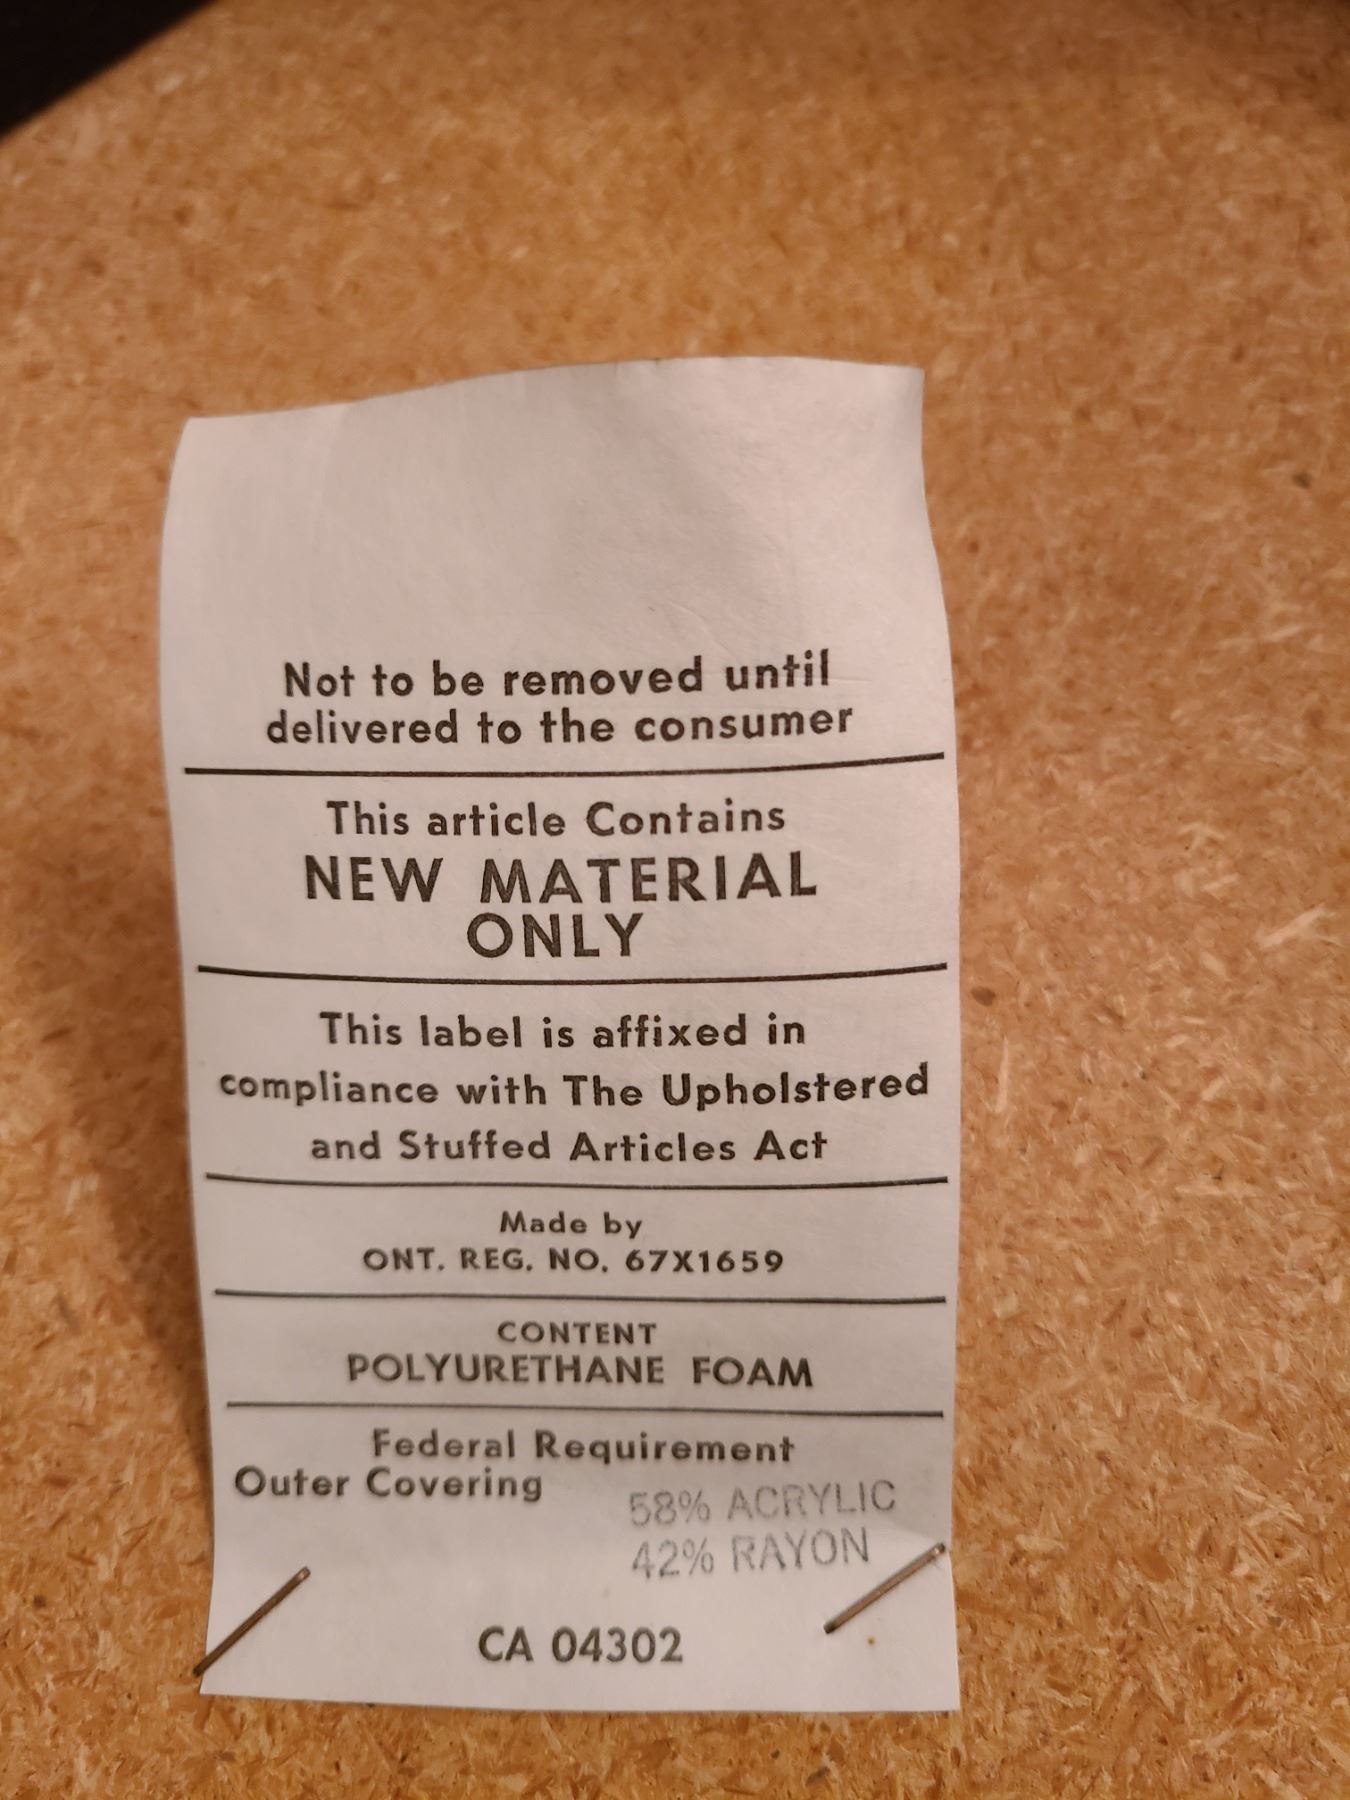 Not to be removed until
delivered to the consumer
This article Contains
NEW MATERIAL
ONLY
This label is affixed in
compliance with The Upholstered
and Stuffed Articles Act
Made by
ONT. REG. NO. 67X1659
CONTENT
POLYURETHANE FOAM
Federal Requirement
Outer Covering
58% ACRYLIC
42% RAYON
CA 04302